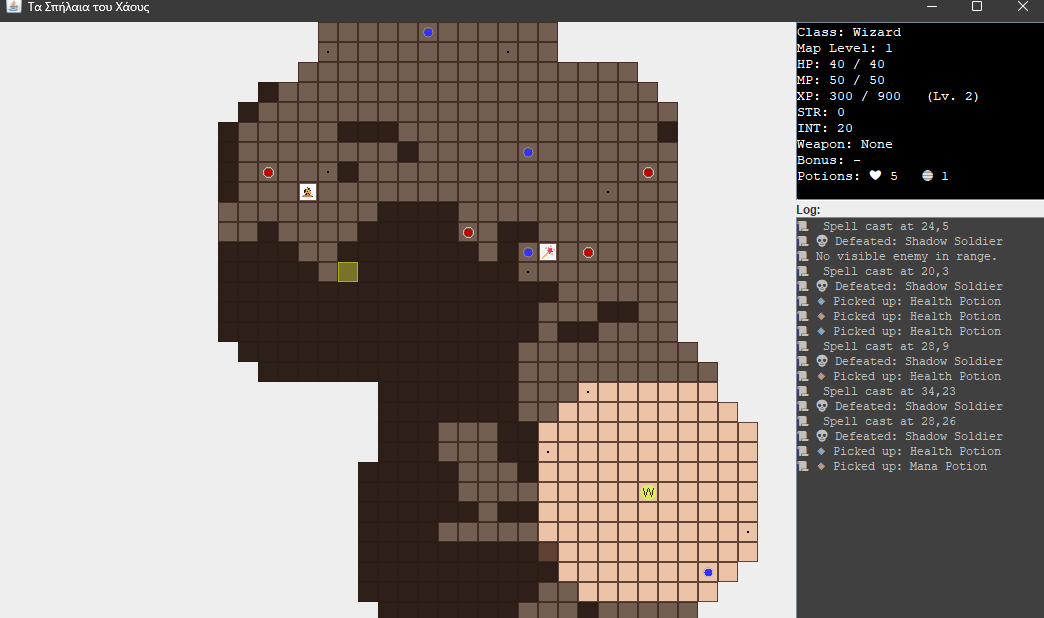 Τα Σπήλαια του Χάους
Class: Wizard
Map Level: 1
HP: 40 / 40
MP: 50 / 50
XP: 300 / 900 (Lv. 2)
STR: 0
INT: 20
Weapon: None
Bonus: –
Potions: 5 1
Log:
Spell cast at 24,5
Defeated: Shadow Soldier
No visible enemy in range.
Spell cast at 20,3
Defeated: Shadow Soldier
Picked up: Health Potion
Picked up: Health Potion
Picked up: Health Potion
Spell cast at 28,9
Defeated: Shadow Soldier
Picked up: Health Potion
Spell cast at 34,23
Defeated: Shadow Soldier
Spell cast at 28,26
Defeated: Shadow Soldier
Picked up: Health Potion
Picked up: Mana Potion
W